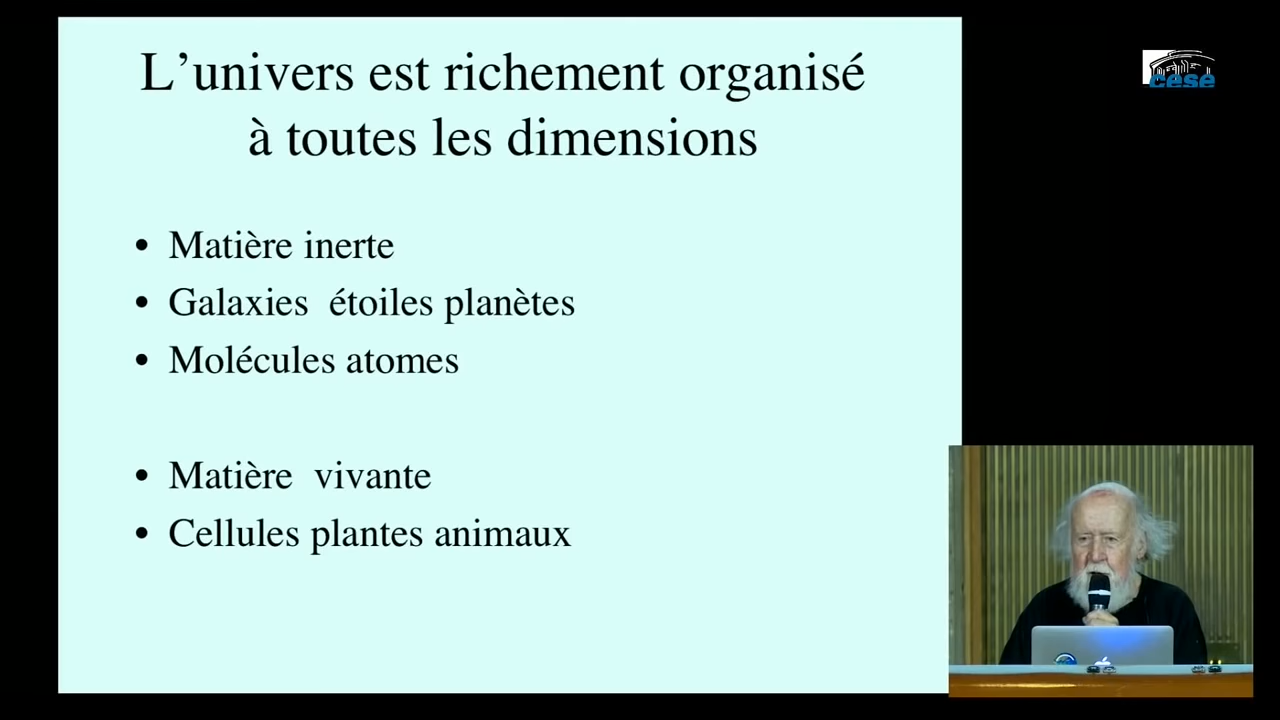 L’univers est richement organisé
à toutes les dimensions
• Matière inerte
• Galaxies étoiles planètes
• Molécules atomes
• Matière vivante
• Cellules plantes animaux
cese